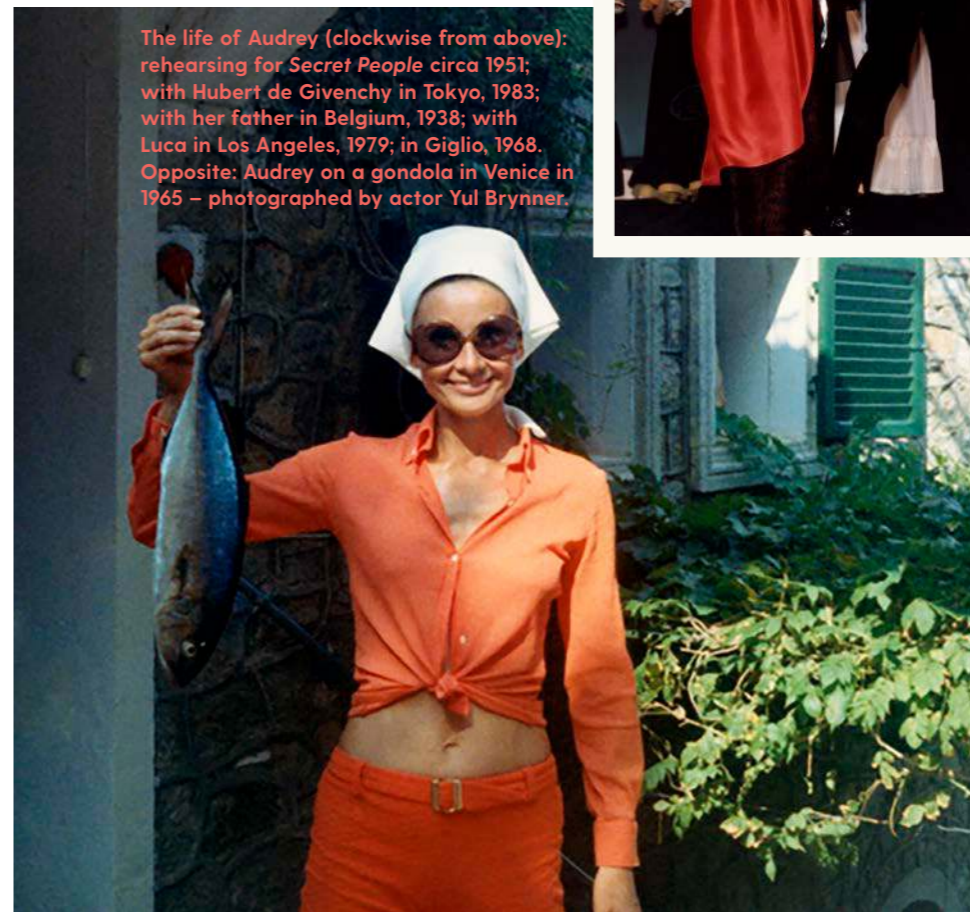 The life of Audrey (clockwise from above):
rehearsing for Secret People circa 1951;
with Hubert de Givenchy in Tokyo, 1983;
with her father in Belgium, 1938; with
Luca in Los Angeles, 1979; in Giglio, 1968.
Opposite: Audrey on a gondola in Venice in
1965 – photographed by actor Yul Brynner.